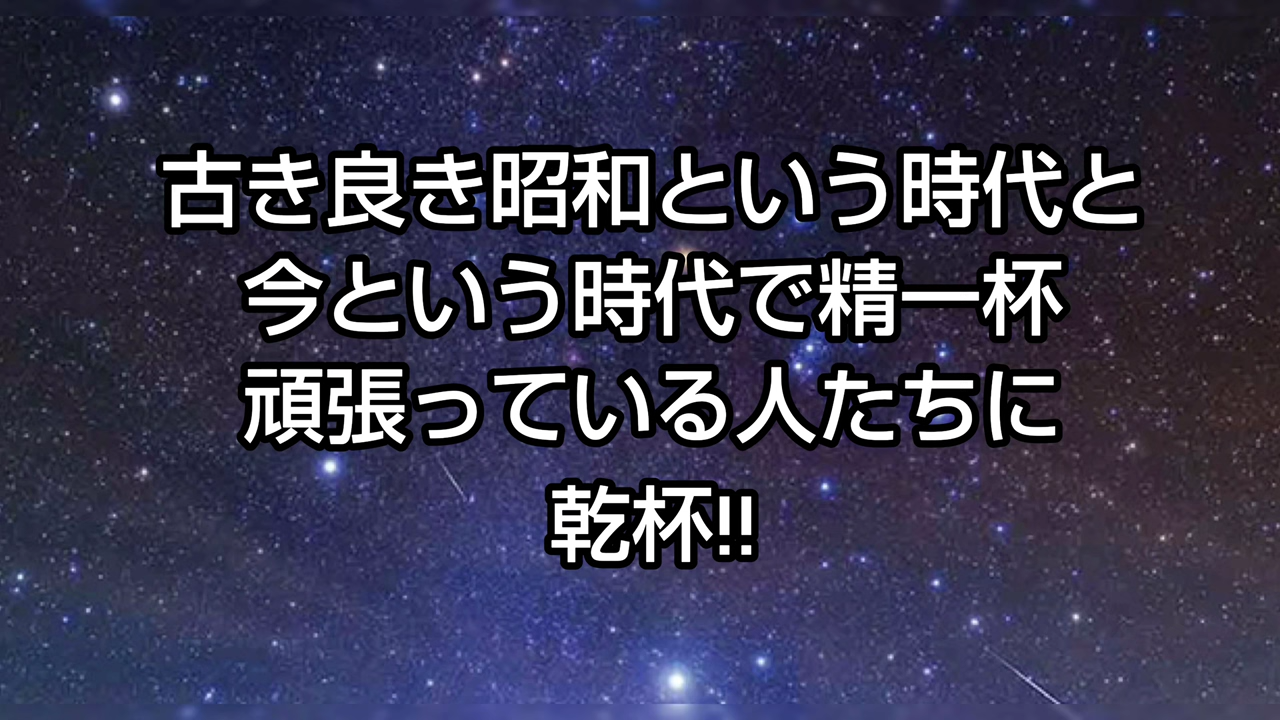 古き良き昭和という時代と
今という時代で精一杯
頑張っている人たちに
乾杯!!